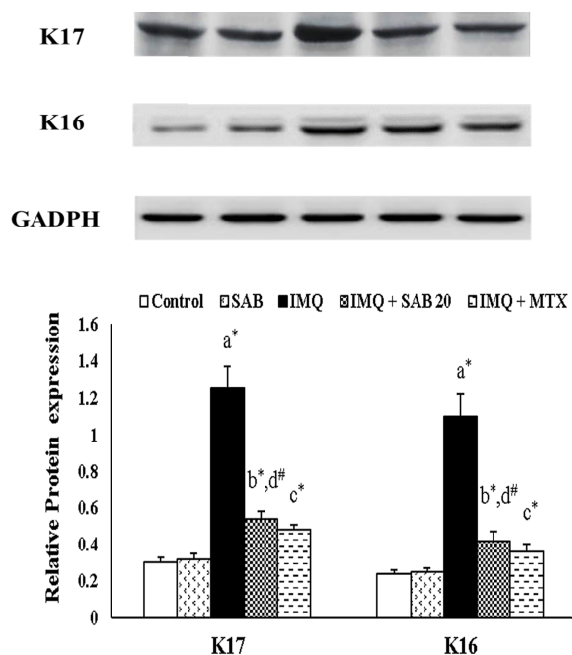 K17
K16
GADPH
Control SAB IMQ IMQ + SAB 20 IMQ + MTX
Relative Protein expression
1.6
1.4
1.2
1
0.8
0.6
0.4
0.2
0
a*
b*,d#
c*
a*
b*,d#
c*
K17 K16